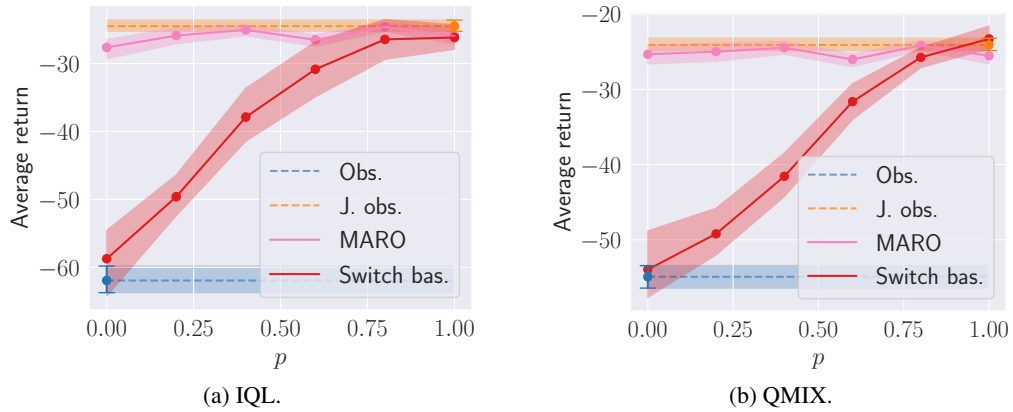 Average return
−30
−40
−50
−60
0.00 0.25 0.50 0.75 1.00
p
Obs.
J. obs.
MARO
Switch bas.
(a) IQL.
Average return
−20
−30
−40
−50
0.00 0.25 0.50 0.75 1.00
p
Obs.
J. obs.
MARO
Switch bas.
(b) QMIX.